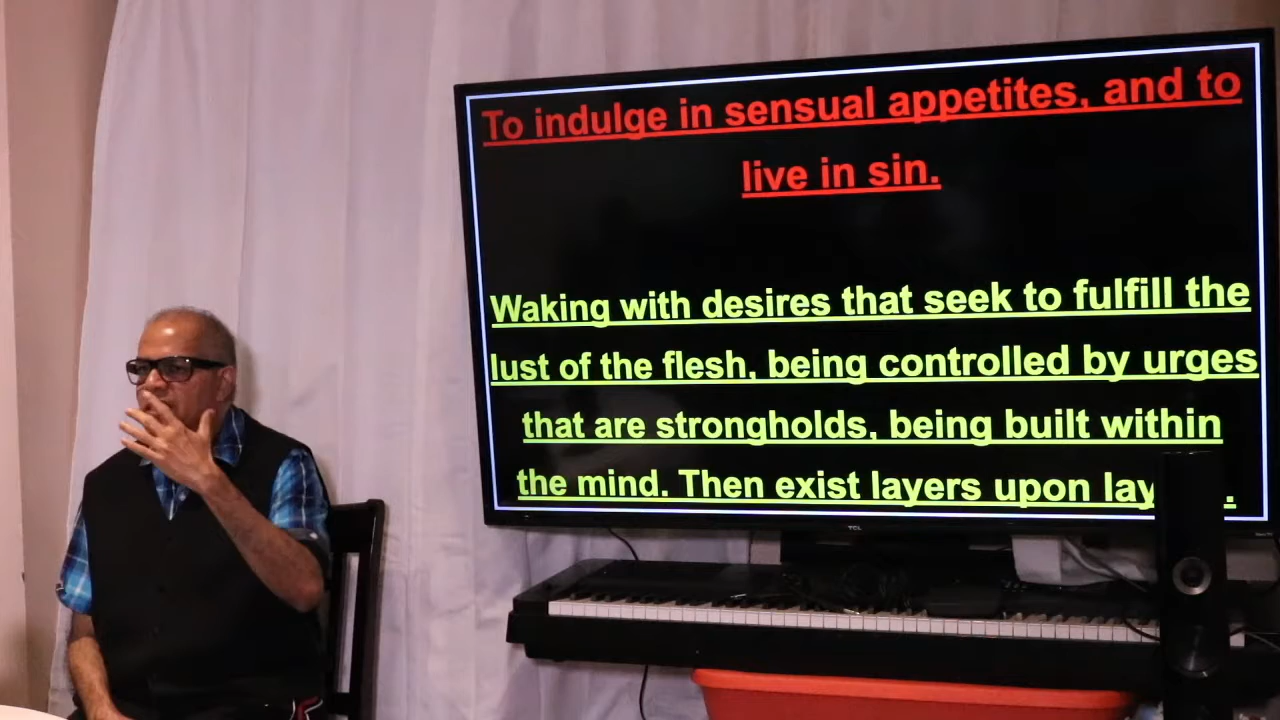 To indulge in sensual appetites, and to
live in sin.
Waking with desires that seek to fulfill the
lust of the flesh, being controlled by urges
that are strongholds, being built within
the mind. Then exist layers upon
TCL